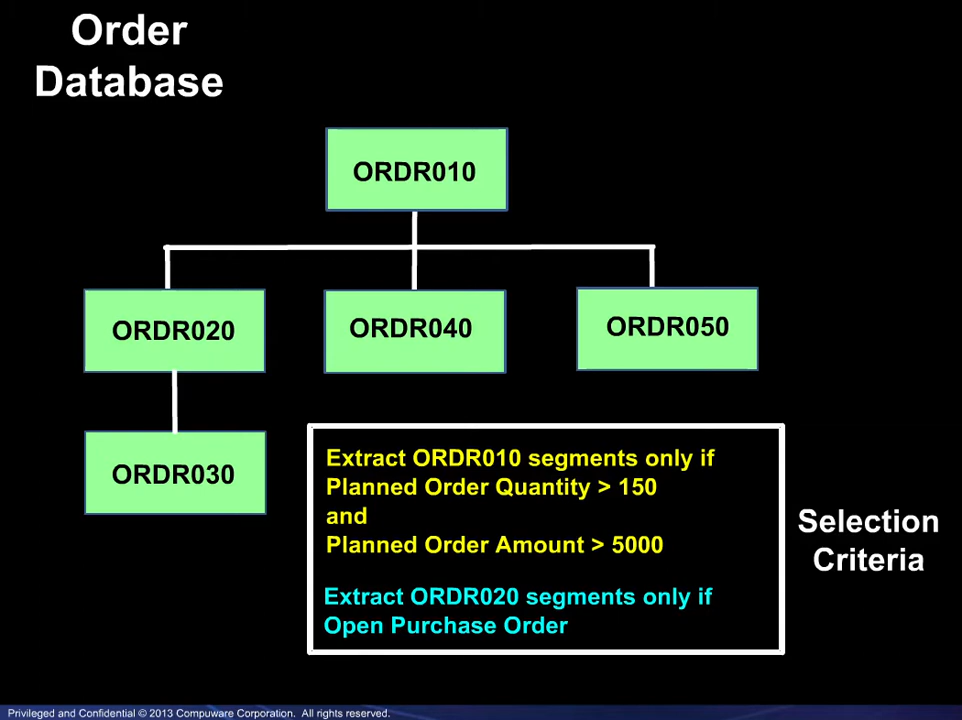 Order
Database
ORDR010
ORDR020
ORDR040
ORDR050
ORDR030
Extract ORDR010 segments only if
Planned Order Quantity > 150
and
Planned Order Amount > 5000
Extract ORDR020 segments only if
Open Purchase Order
Selection
Criteria
Privileged and Confidential © 2013 Compuware Corporation. All rights reserved.